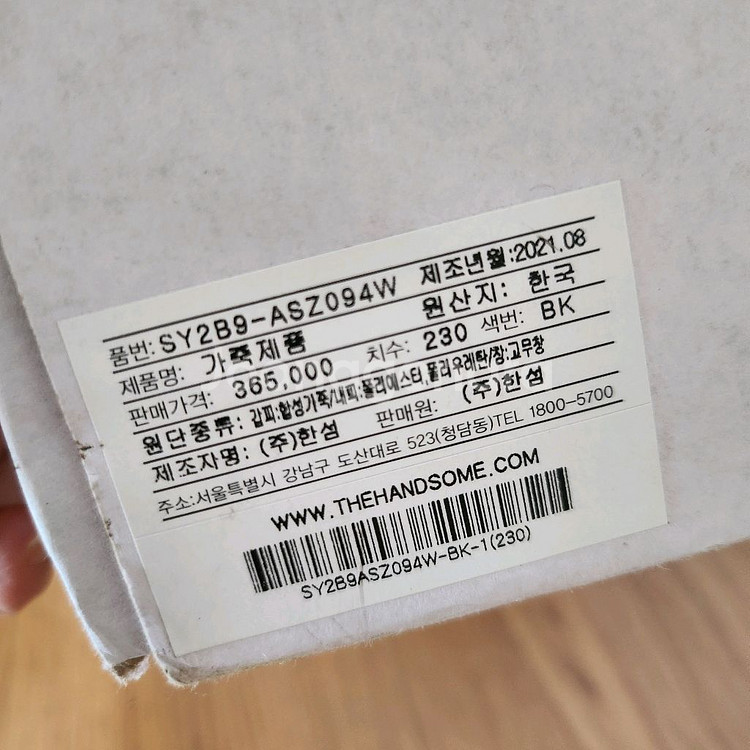 품번: SY2B9-ASZ094W 제조년월:2021.08
제품명: 가죽제품 원산지: 한국
판매가격: 365,000 치수: 230 색번: BK
원단종류: 겉피:합성가죽/내피:폴리에스터,폴리우레탄/창:고무창
제조자명: (주)한섬 판매원: (주)한섬
주소:서울특별시 강남구 도산대로 523(청담동)TEL 1800-5700
WWW.THEHANDSOME.COM
SY2B9ASZ094W-BK-1(230)